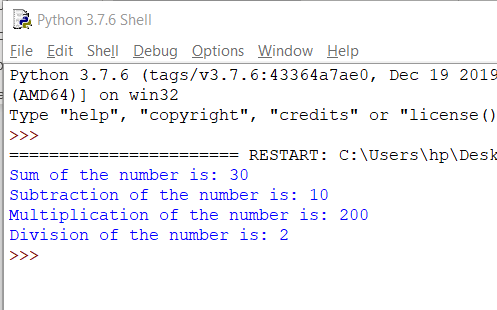 Python 3.7.6 Shell
File Edit Shell Debug Options Window Help
Python 3.7.6 (tags/v3.7.6:43364a7ae0, Dec 19 2019
(AMD64)] on win32
Type "help", "copyright", "credits" or "license()
>>>
======================= RESTART: C:\Users\hp\Desk
Sum of the number is: 30
Subtraction of the number is: 10
Multiplication of the number is: 200
Division of the number is: 2
>>>